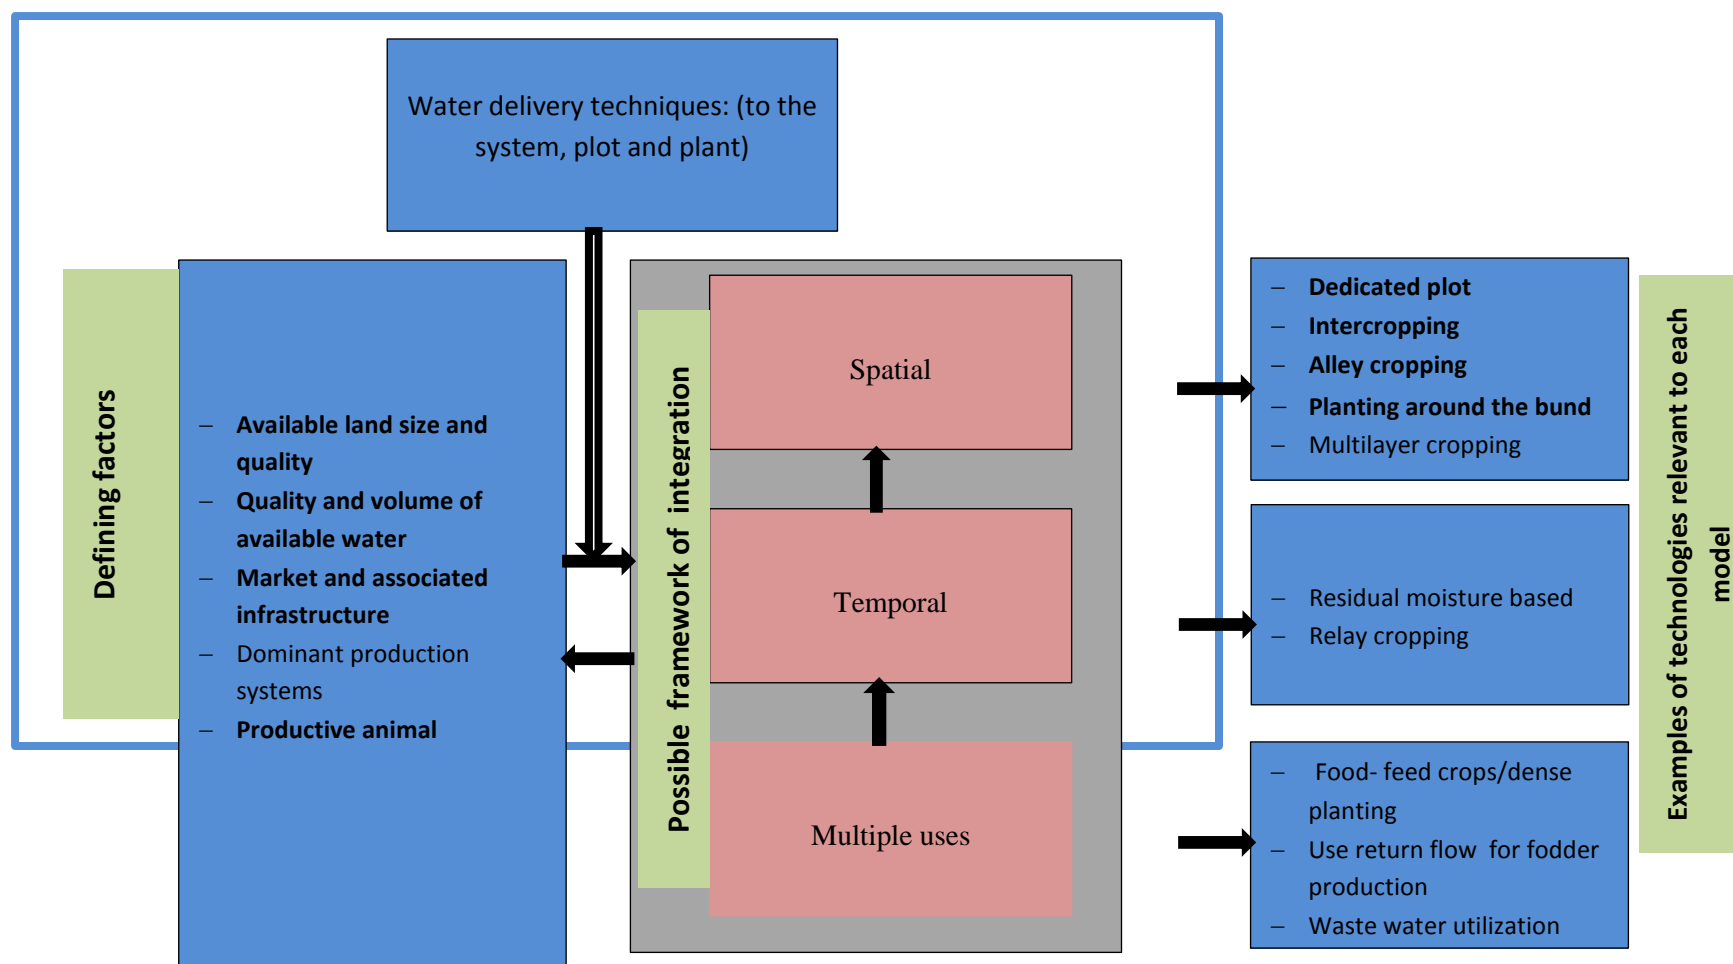 Water delivery techniques: (to the
system, plot and plant)
Defining factors
– Available land size and
quality
– Quality and volume of
available water
– Market and associated
infrastructure
– Dominant production
systems
– Productive animal
Possible framework of integration
Spatial
Temporal
Multiple uses
– Dedicated plot
– Intercropping
– Alley cropping
– Planting around the bund
– Multilayer cropping
– Residual moisture based
– Relay cropping
– Food- feed crops/dense
planting
– Use return flow for fodder
production
– Waste water utilization
Examples of technologies relevant to each
model